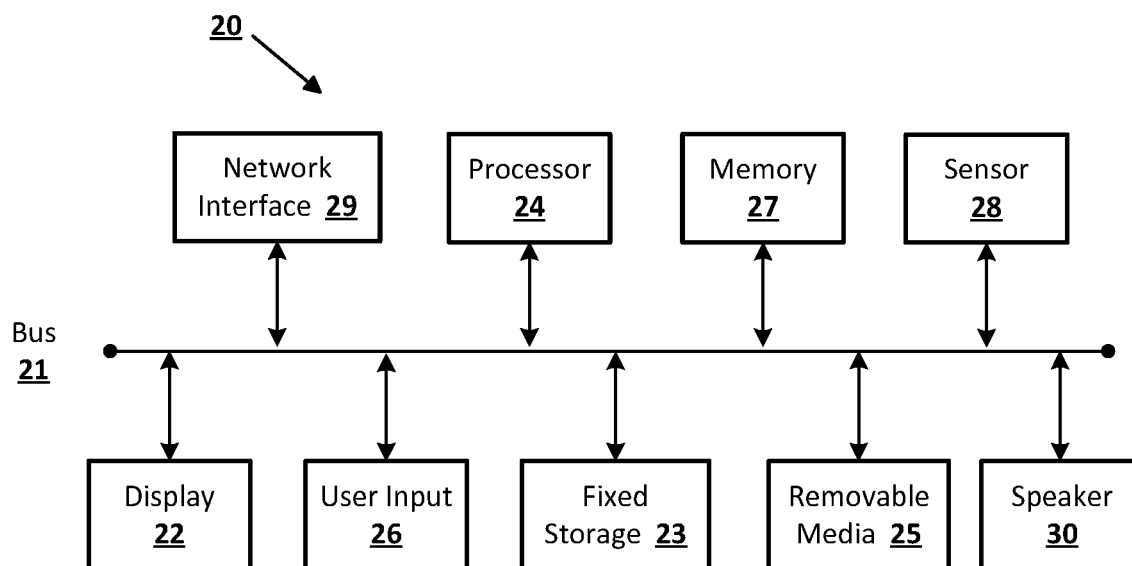 20
Network
Interface 29
Processor
24
Memory
27
Sensor
28
Bus
21
Display
22
User Input
26
Fixed
Storage 23
Removable
Media 25
Speaker
30